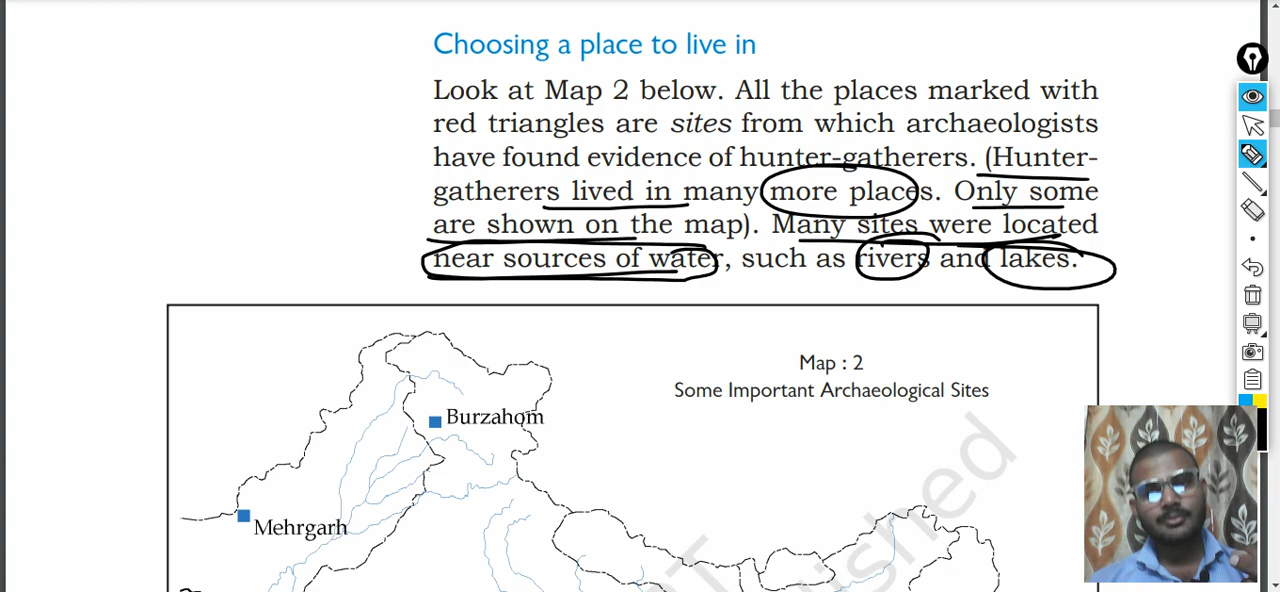 Choosing a place to live in
Look at Map 2 below. All the places marked with
red triangles are sites from which archaeologists
have found evidence of hunter-gatherers. (Hunter-
gatherers lived in many more places. Only some
are shown on the map). Many sites were located
near sources of water, such as rivers and lakes.
Map : 2
Some Important Archaeological Sites
Burzahom
Mehrgarh